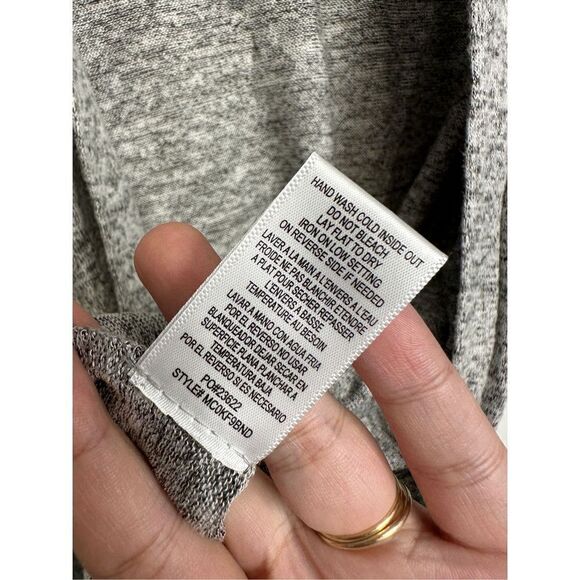 HAND WASH COLD INSIDE OUT
DO NOT BLEACH
LAY FLAT TO DRY
IRON ON LOW SETTING
ON REVERSE SIDE IF NEEDED
LAVER A LA MAIN A L'ENVERS A L'EAU
FROIDE NE PAS BLANCHIR ETENDRE
A PLAT POUR SECHER REPASSER
L'ENVERS A BASSE
TEMPERATURE AU BESOIN
LAVAR A MANO CON AGUA FRIA
POR EL REVERSO NO USAR
BLANQUEADOR DEJAR SECAR EN
SUPERFICIE PLANA PLANCHAR A
TEMPERATURA BAJA
POR EL REVERSO SI ES NECESARIO
PO#23622
STYLE# MC0KF9BND